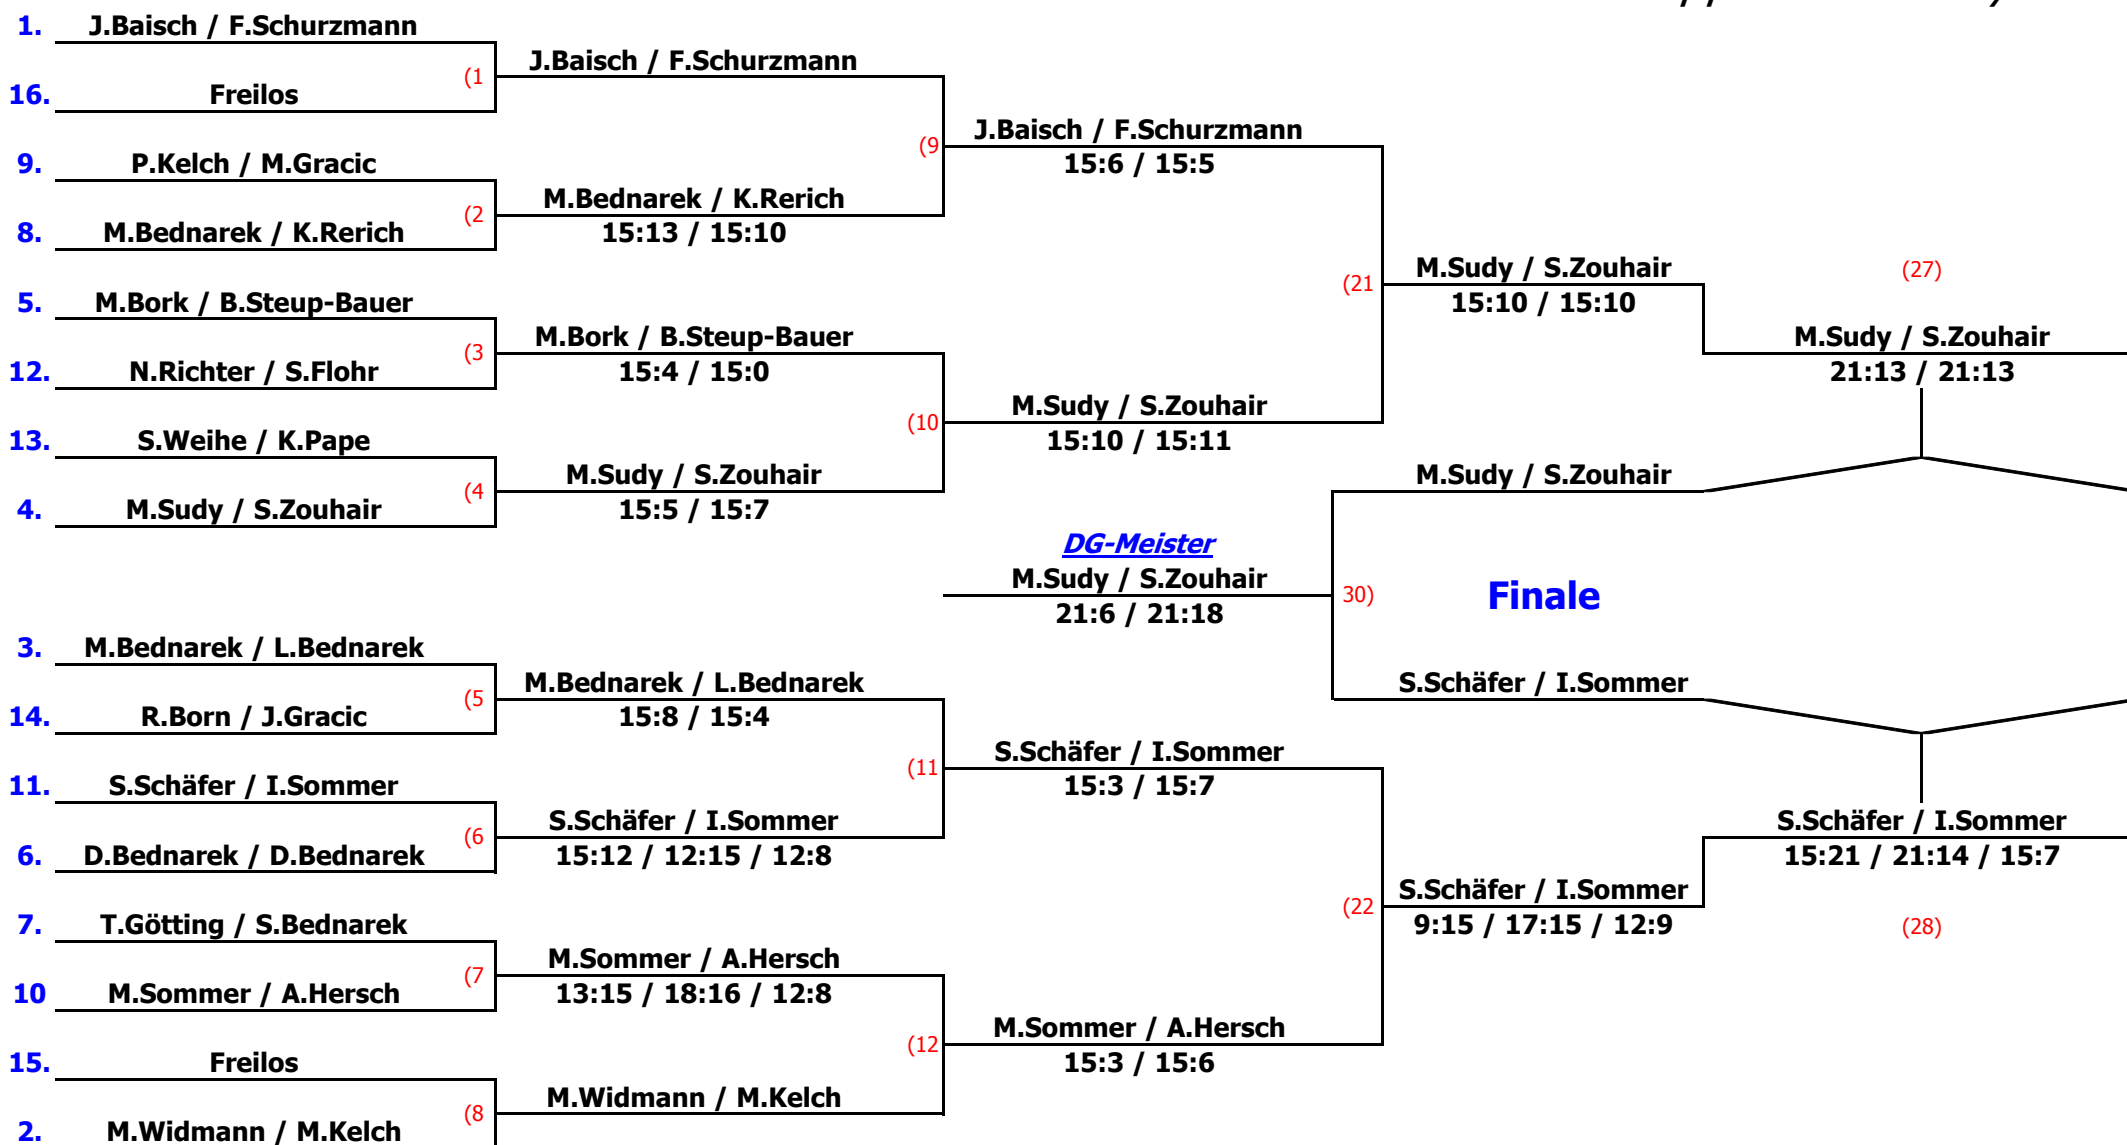 1. J.Baisch / F.Schurzmann
(1 J.Baisch / F.Schurzmann
16. Freilos
(9 J.Baisch / F.Schurzmann
15:6 / 15:5
9. P.Kelch / M.Gracic
(2 M.Bednarek / K.Rerich
15:13 / 15:10
8. M.Bednarek / K.Rerich
(21 M.Sudy / S.Zouhair
15:10 / 15:10
(27)
5. M.Bork / B.Steup-Bauer
(3 M.Bork / B.Steup-Bauer
15:4 / 15:0
M.Sudy / S.Zouhair
21:13 / 21:13
12. N.Richter / S.Flohr
(10 M.Sudy / S.Zouhair
15:10 / 15:11
13. S.Weihe / K.Pape
(4 M.Sudy / S.Zouhair
15:5 / 15:7
M.Sudy / S.Zouhair
4. M.Sudy / S.Zouhair
DG-Meister
M.Sudy / S.Zouhair
21:6 / 21:18
30) Finale
3. M.Bednarek / L.Bednarek
(5 M.Bednarek / L.Bednarek
15:8 / 15:4
S.Schäfer / I.Sommer
14. R.Born / J.Gracic
(11 S.Schäfer / I.Sommer
15:3 / 15:7
11. S.Schäfer / I.Sommer
(6 S.Schäfer / I.Sommer
15:12 / 12:15 / 12:8
S.Schäfer / I.Sommer
15:21 / 21:14 / 15:7
6. D.Bednarek / D.Bednarek
(22 S.Schäfer / I.Sommer
9:15 / 17:15 / 12:9
(28)
7. T.Götting / S.Bednarek
(7 M.Sommer / A.Hersch
13:15 / 18:16 / 12:8
10 M.Sommer / A.Hersch
(12 M.Sommer / A.Hersch
15:3 / 15:6
15. Freilos
(8 M.Widmann / M.Kelch
2. M.Widmann / M.Kelch